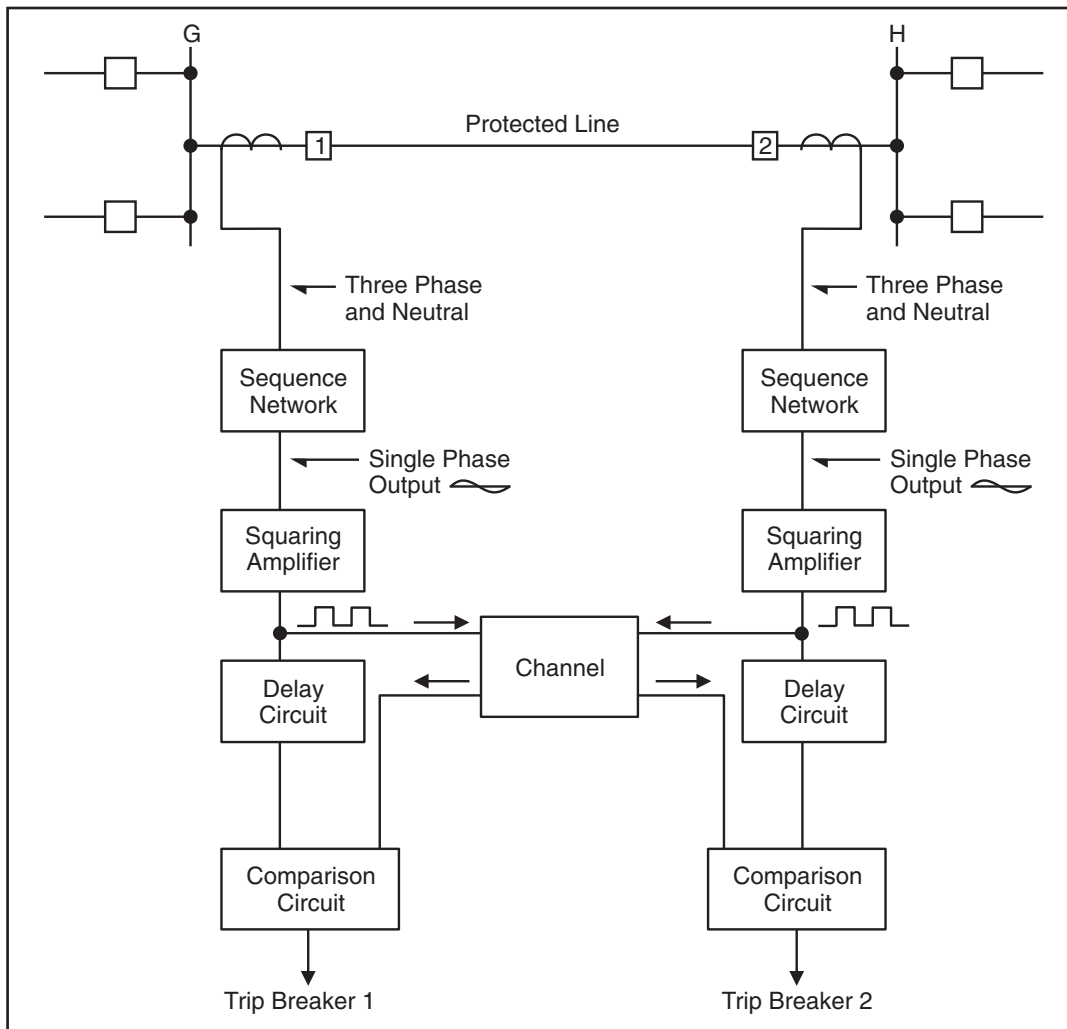 G
H
Protected Line
1
2
Three Phase
and Neutral
Three Phase
and Neutral
Sequence
Network
Sequence
Network
Single Phase
Output
Single Phase
Output
Squaring
Amplifier
Squaring
Amplifier
Channel
Delay
Circuit
Delay
Circuit
Comparison
Circuit
Comparison
Circuit
Trip Breaker 1
Trip Breaker 2